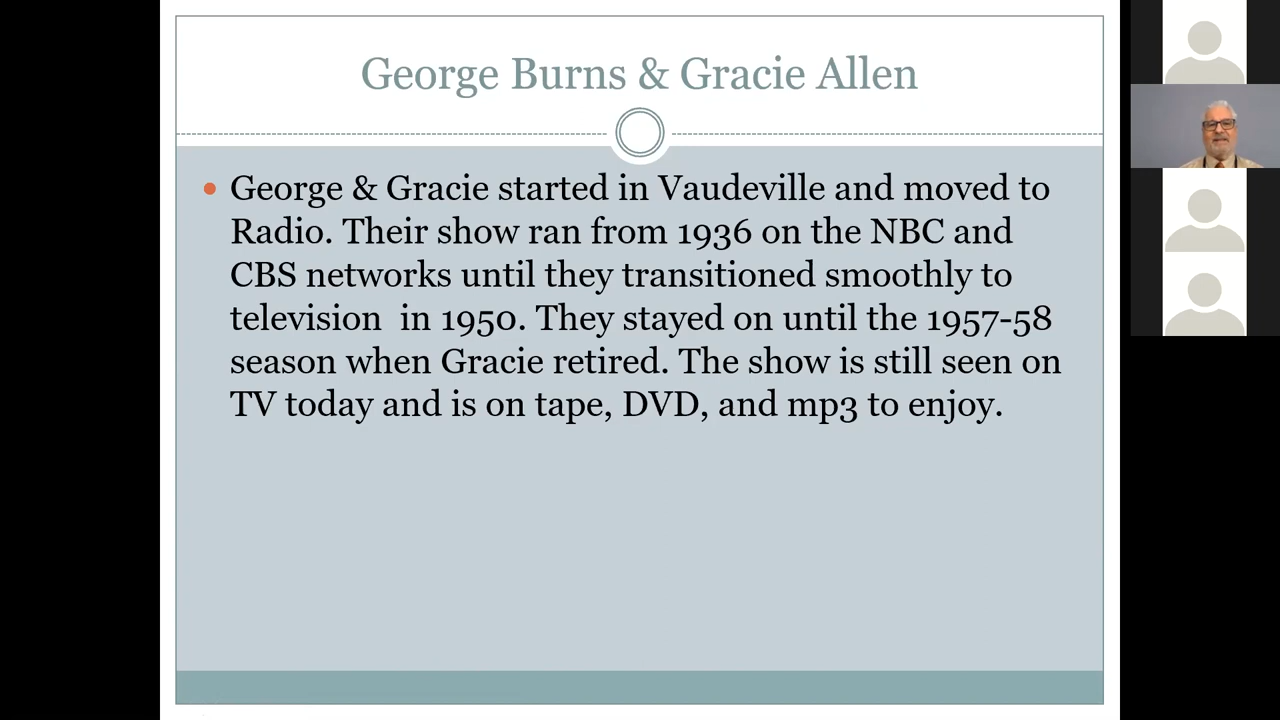 George Burns & Gracie Allen
• George & Gracie started in Vaudeville and moved to
Radio. Their show ran from 1936 on the NBC and
CBS networks until they transitioned smoothly to
television  in 1950. They stayed on until the 1957-58
season when Gracie retired. The show is still seen on
TV today and is on tape, DVD, and mp3 to enjoy.